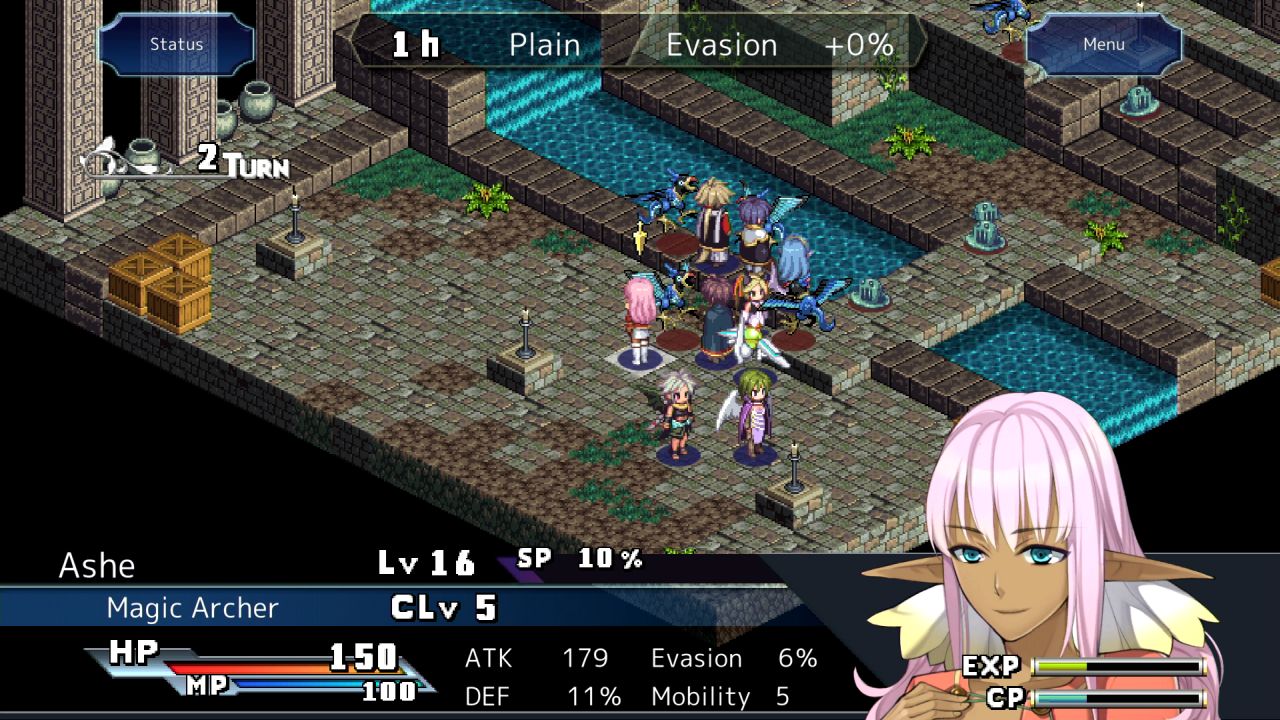 Status
1 h Plain Evasion +0%
Menu
2 TURN
Ashe Lv 16 SP 10 %
Magic Archer CLv 5
HP 150
MP 100
ATK 179 Evasion 6%
DEF 11% Mobility 5
EXP
CP